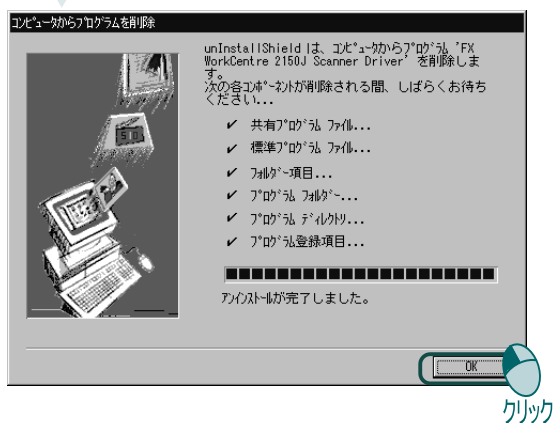 コンピュータからプログラムを削除
unInstallShield は、コンピュータからプログラム 'FX
WorkCentre 2150J Scanner Driver' を削除しま
す。
次の各コンポーネントが削除される間、しばらくお待ち
ください...
✔ 共有プログラム ファイル...
✔ 標準プログラム ファイル...
✔ フォルダー項目...
✔ プログラム フォルダー...
✔ プログラム ディレクトリ...
✔ プログラム登録項目...
アンインストールが完了しました。
OK
クリック